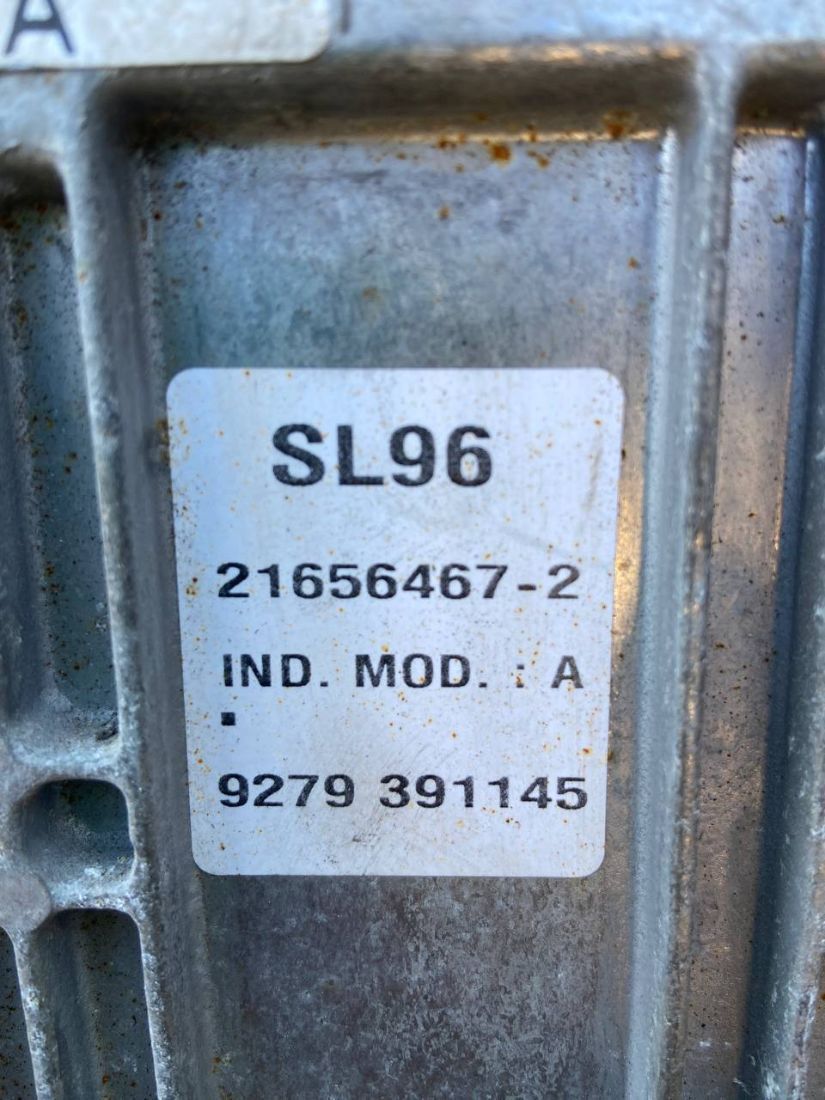 A
SL96
21656467-2
IND. MOD. : A
9279 391145